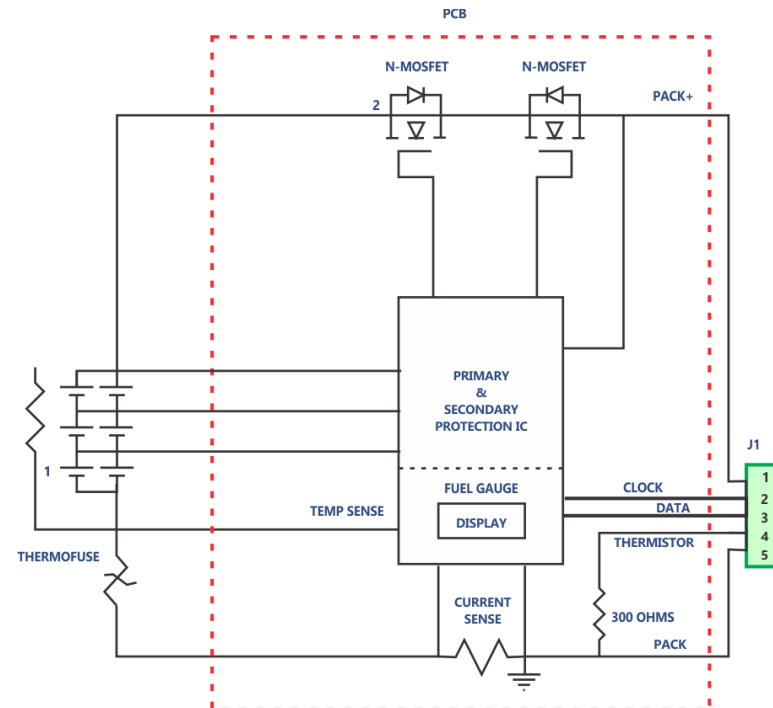 PCB
N-MOSFET
N-MOSFET
2
PACK+
PRIMARY
&
SECONDARY
PROTECTION IC
J1
1
1
FUEL GAUGE
CLOCK
2
TEMP SENSE
DATA
3
DISPLAY
THERMISTOR
4
THERMOFUSE
5
CURRENT
SENSE
300 OHMS
PACK